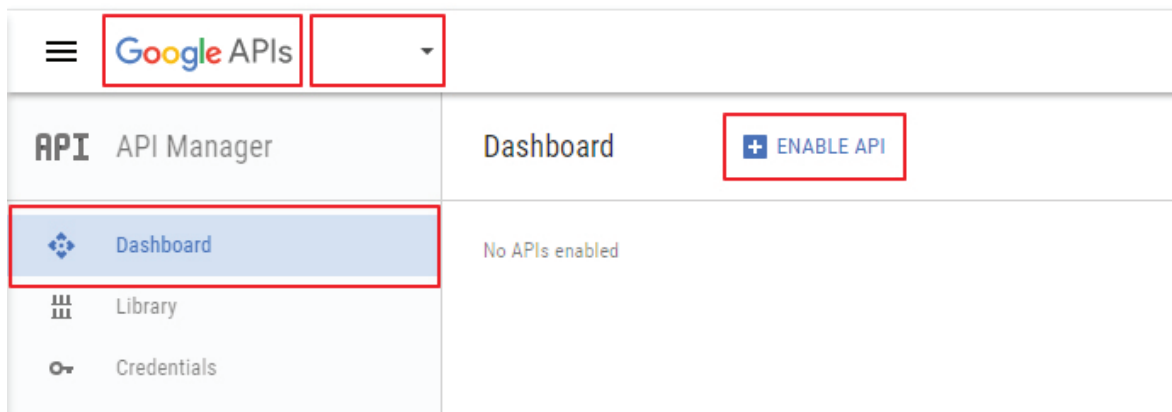 Google APIs
API API Manager
Dashboard
ENABLE API
Dashboard
No APIs enabled
Library
Credentials